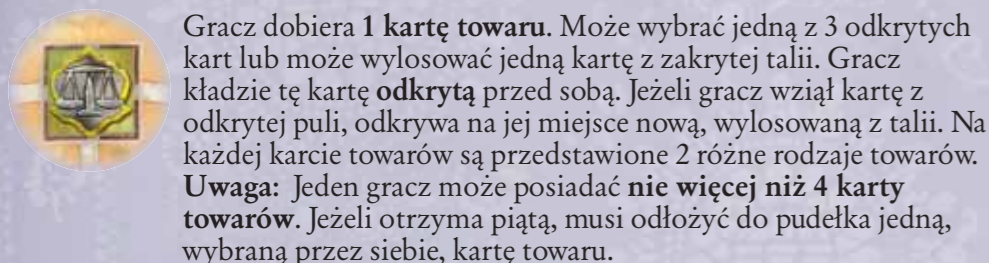 Gracz dobiera 1 kartę towaru. Może wybrać jedną z 3 odkrytych
kart lub może wylosować jedną kartę z zakrytej talii. Gracz
kładzie tę kartę odkrytą przed sobą. Jeżeli gracz wziął kartę z
odkrytej puli, odkrywa na jej miejsce nową, wylosowaną z talii. Na
każdej karcie towarów są przedstawione 2 różne rodzaje towarów.
Uwaga: Jeden gracz może posiadać nie więcej niż 4 karty
towarów. Jeżeli otrzyma piątą, musi odłożyć do pudełka jedną,
wybraną przez siebie, kartę towaru.